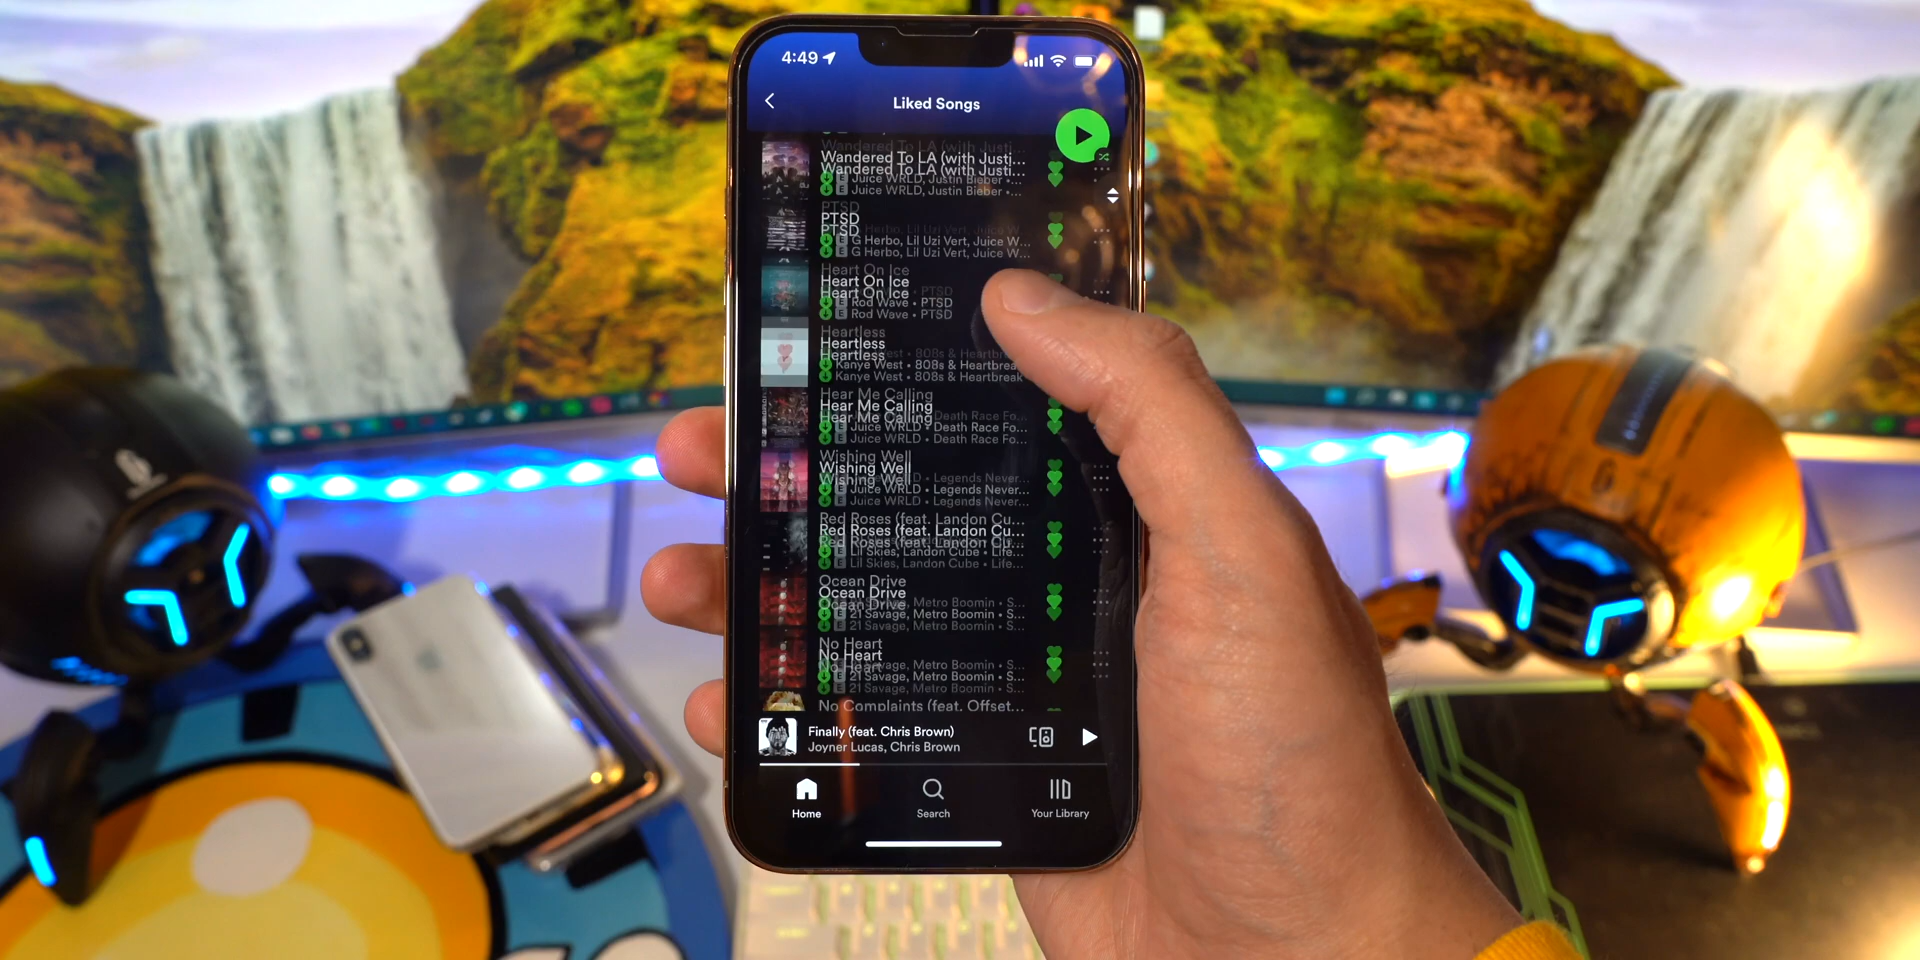 4:49
Liked Songs
Wandered To LA (with Justi...
E Juice WRLD, Justin Bieber •...
PTSD
E G Herbo, Lil Uzi Vert, Juice W...
Heart On Ice
E Rod Wave • PTSD
Heartless
Kanye West • 808s & Heartbreak
Hear Me Calling
E Juice WRLD • Death Race Fo...
Wishing Well
E Juice WRLD • Legends Never...
Red Roses (feat. Landon Cu...
E Lil Skies, Landon Cube • Life...
Ocean Drive
E 21 Savage, Metro Boomin • S...
No Heart
E 21 Savage, Metro Boomin • S...
No Complaints (feat. Offset...
Finally (feat. Chris Brown)
Joyner Lucas, Chris Brown
Home
Search
Your Library